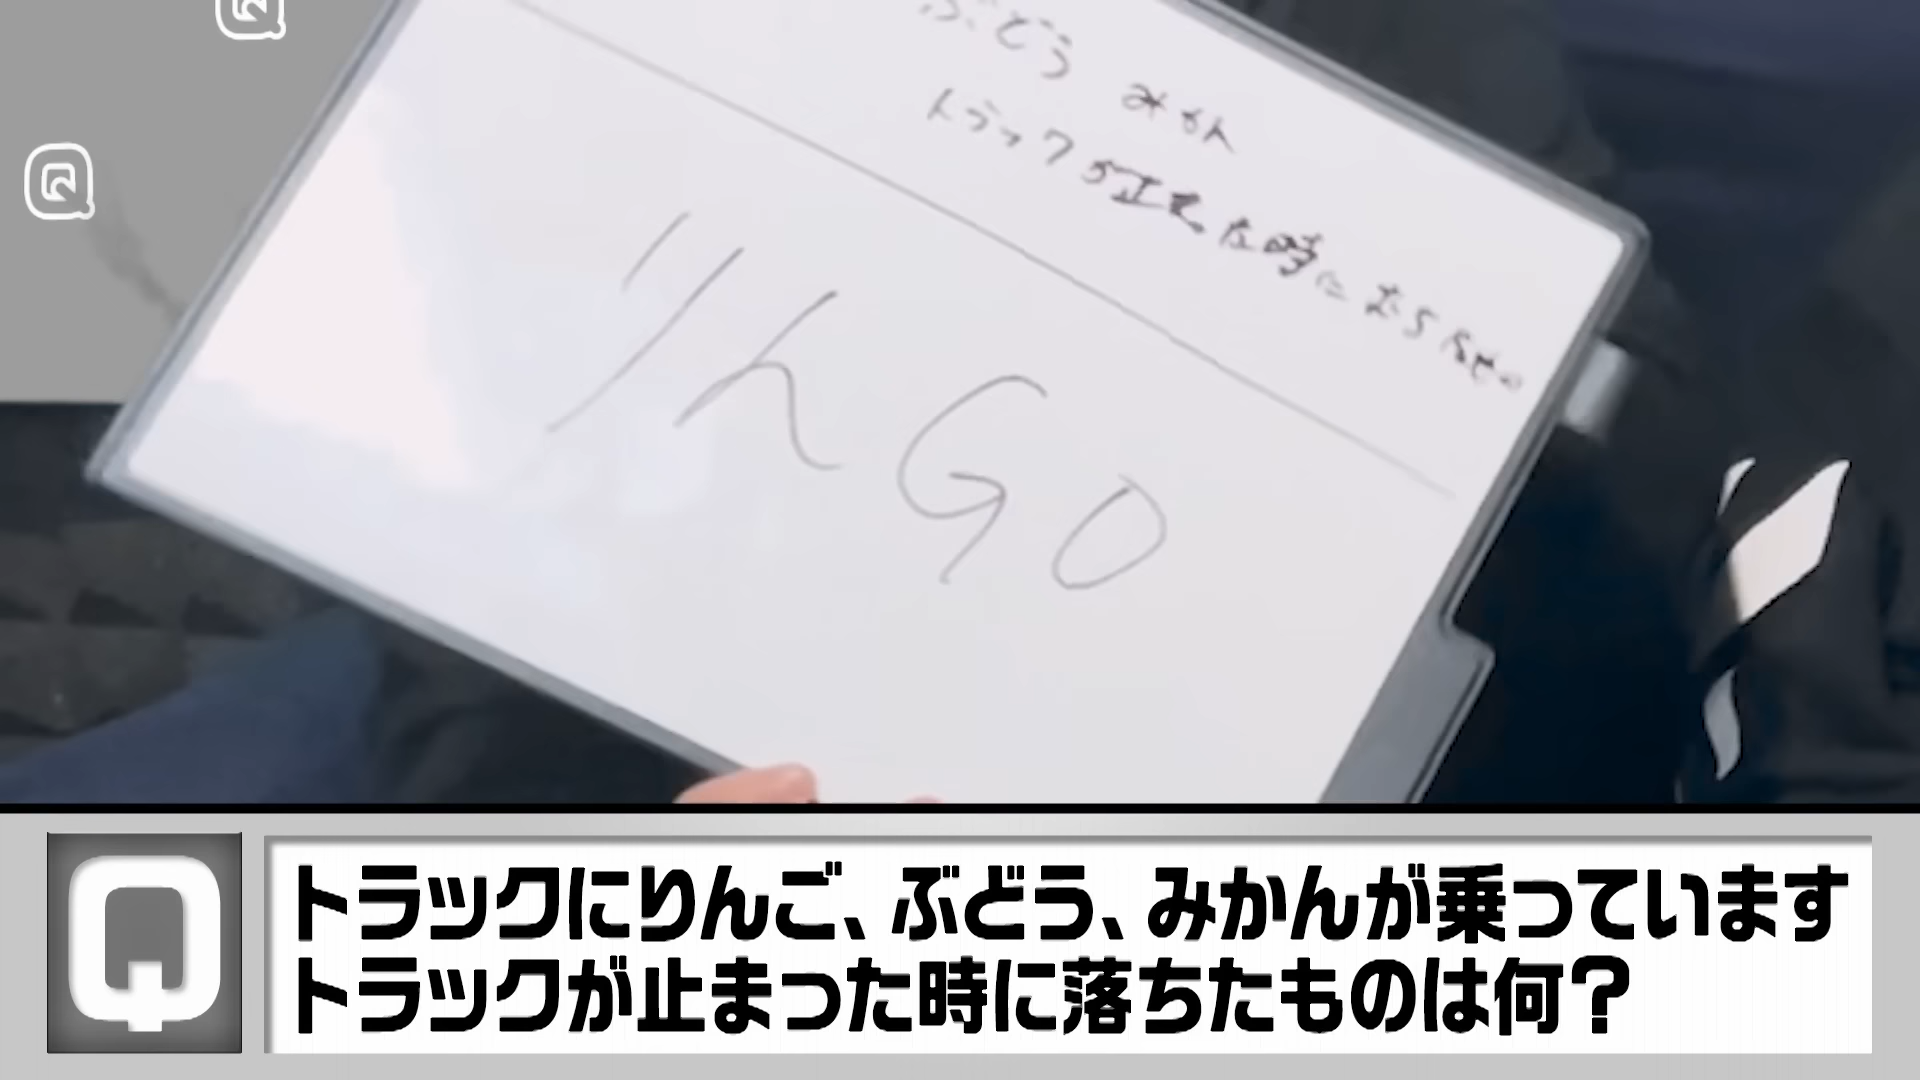 ぶどう みかん
トラックが止まった時に
りんGO
Q
トラックにりんご、ぶどう、みかんが乗っています
トラックが止まった時に落ちたものは何？